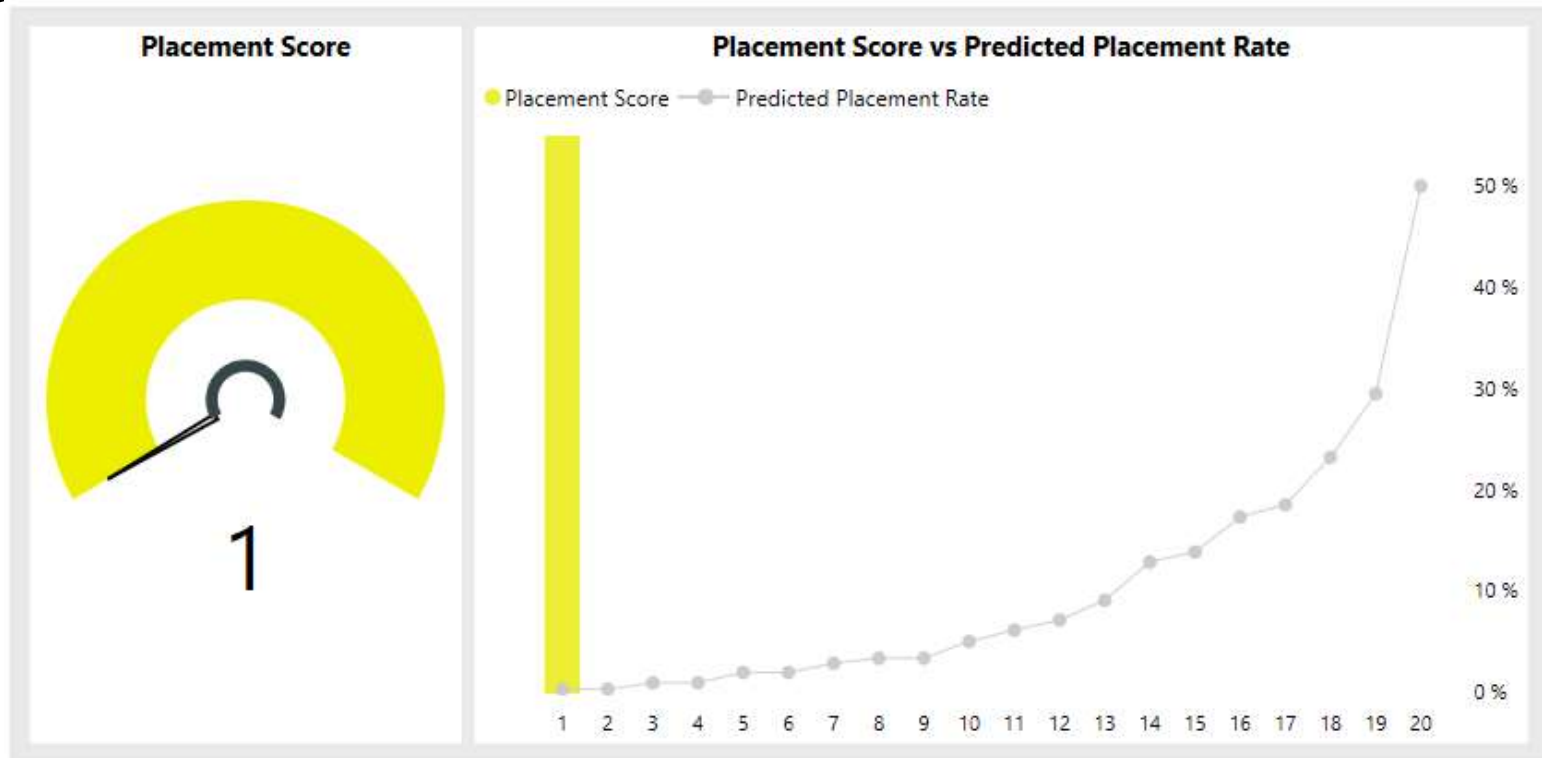 Placement Score
1
Placement Score vs Predicted Placement Rate
Placement Score Predicted Placement Rate
50 %
40 %
30 %
20 %
10 %
0 %
1 2 3 4 5 6 7 8 9 10 11 12 13 14 15 16 17 18 19 20